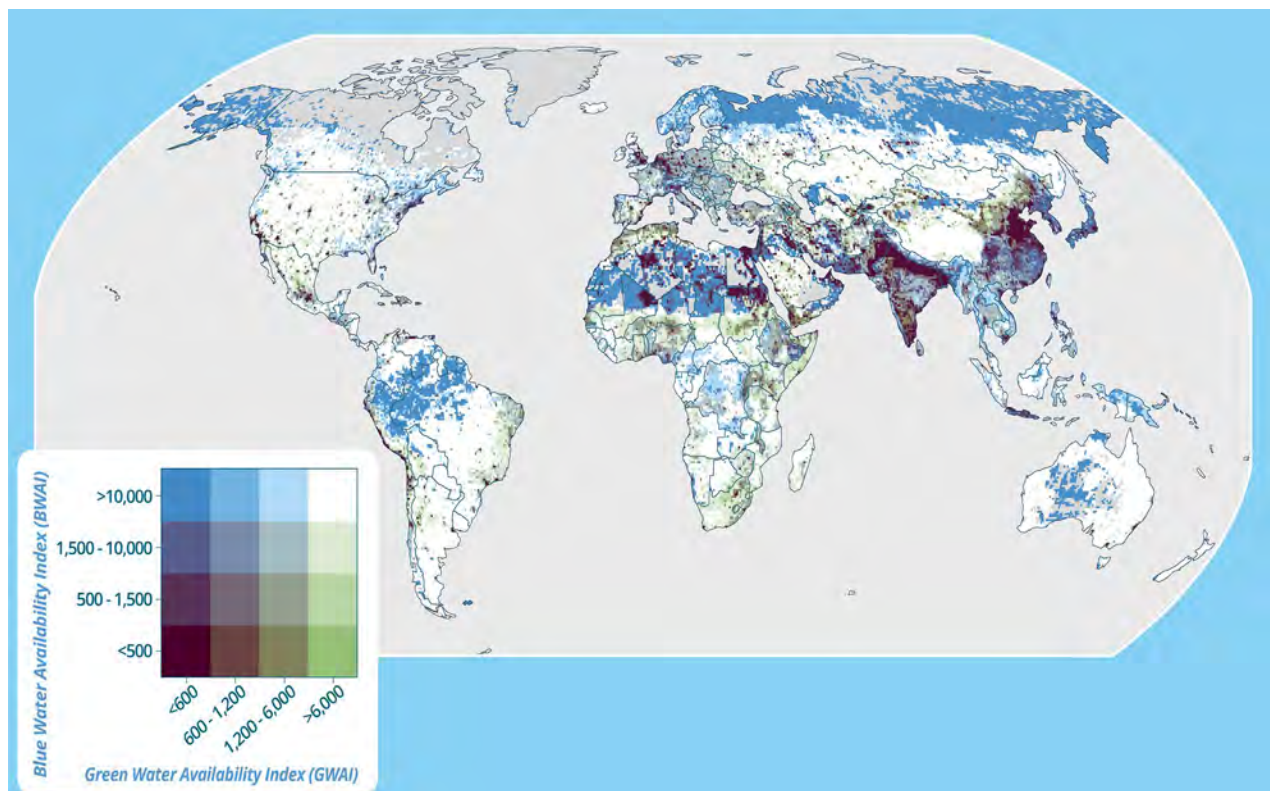 Blue Water Availability Index (BWAI)
>10,000
1,500 - 10,000
500 - 1,500
<500
<600
600 - 1,200
1,200 - 6,000
>6,000
Green Water Availability Index (GWAI)